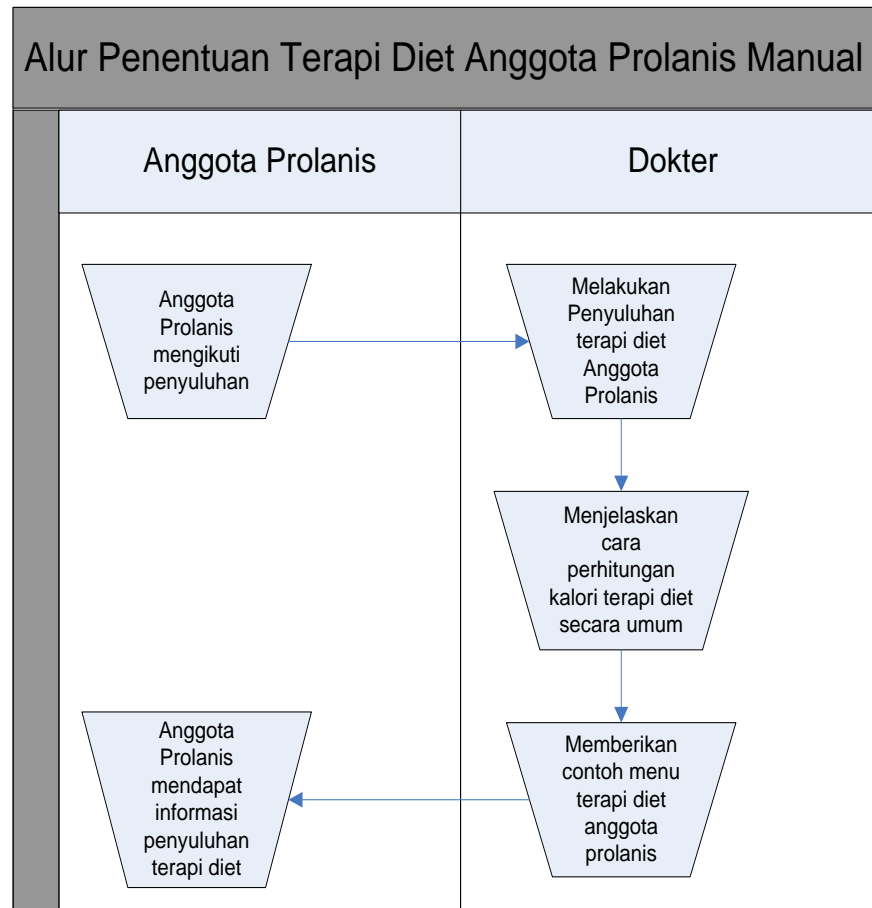 Alur Penentuan Terapi Diet Anggota Prolanis Manual
Anggota Prolanis
Dokter
Anggota
Prolanis
mengikuti
penyuluhan
Melakukan
Penyuluhan
terapi diet
Anggota
Prolanis
Menjelaskan
cara
perhitungan
kalori terapi diet
secara umum
Memberikan
contoh menu
terapi diet
anggota
prolanis
Anggota
Prolanis
mendapat
informasi
penyuluhan
terapi diet